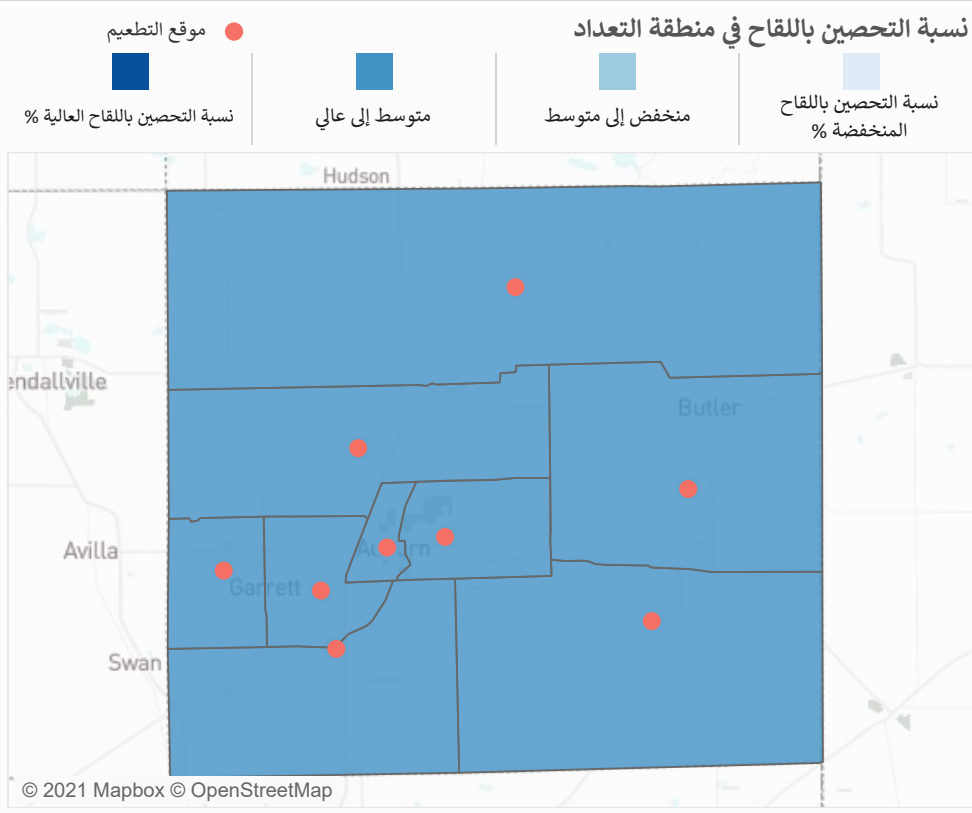 نسبة التحصين باللقاح في منطقة التعداد
موقع التطعيم
نسبة التحصين باللقاح
المنخفضة %
منخفض إلى متوسط
متوسط إلى عالي
نسبة التحصين باللقاح العالية %
Hudson
endallville
Butler
Avilla
Auburn
Garrett
Swan
© 2021 Mapbox © OpenStreetMap